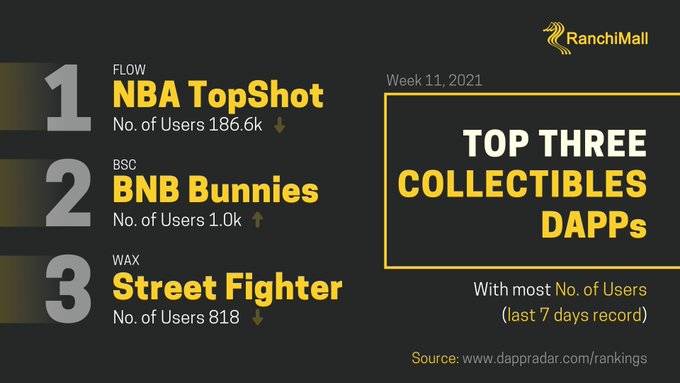 RanchiMall
Week 11, 2021
TOP THREE
COLLECTIBLES
DAPPs
With most No. of Users
(last 7 days record)
1
FLOW
NBA TopShot
No. of Users 186.6k
2
BSC
BNB Bunnies
No. of Users 1.0k
3
WAX
Street Fighter
No. of Users 818
Source: www.dappradar.com/rankings